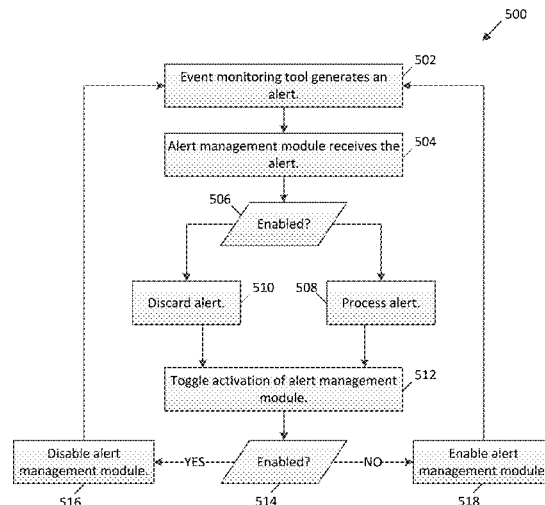 500
502
Event monitoring tool generates an
alert.
504
Alert management module receives the
alert.
506
Enabled?
Discard alert.
510
508
Process alert.
512
Toggle activation of alert management
module.
Disable alert
management module.
YES
Enabled?
NO
Enable alert
management module
516
514
518